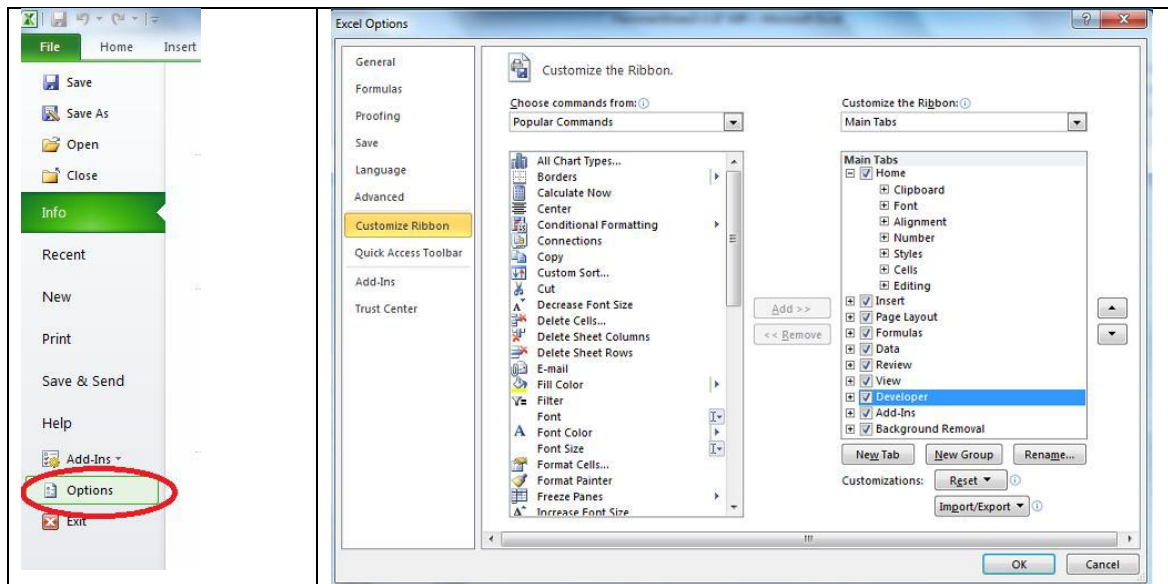 File Home Insert
Save
Save As
Open
Close
Info
Recent
New
Print
Save & Send
Help
Add-Ins
Options
Exit
Excel Options
General
Formulas
Proofing
Save
Language
Advanced
Customize Ribbon
Quick Access Toolbar
Add-Ins
Trust Center
Customize the Ribbon.
Choose commands from:
Popular Commands
All Chart Types...
Borders
Calculate Now
Center
Conditional Formatting
Connections
Copy
Custom Sort...
Cut
Decrease Font Size
Delete Cells...
Delete Sheet Columns
Delete Sheet Rows
E-mail
Fill Color
Filter
Font
Font Color
Font Size
Format Cells...
Format Painter
Freeze Panes
Increase Font Size
Add >>
<< Remove
Customize the Ribbon:
Main Tabs
Main Tabs
Home
Clipboard
Font
Alignment
Number
Styles
Cells
Editing
Insert
Page Layout
Formulas
Data
Review
View
Developer
Add-Ins
Background Removal
New Tab New Group Rename...
Customizations: Reset
Import/Export
OK Cancel